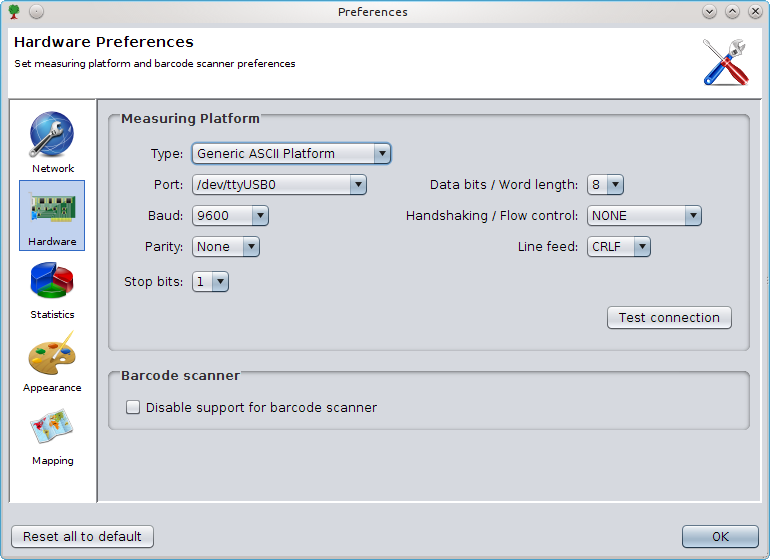 Preferences
Hardware Preferences
Set measuring platform and barcode scanner preferences
Network
Hardware
Statistics
Appearance
Mapping
Measuring Platform
Type: Generic ASCII Platform
Port: /dev/ttyUSB0 Data bits / Word length: 8
Baud: 9600 Handshaking / Flow control: NONE
Parity: None Line feed: CRLF
Stop bits: 1
Test connection
Barcode scanner
Disable support for barcode scanner
Reset all to default OK